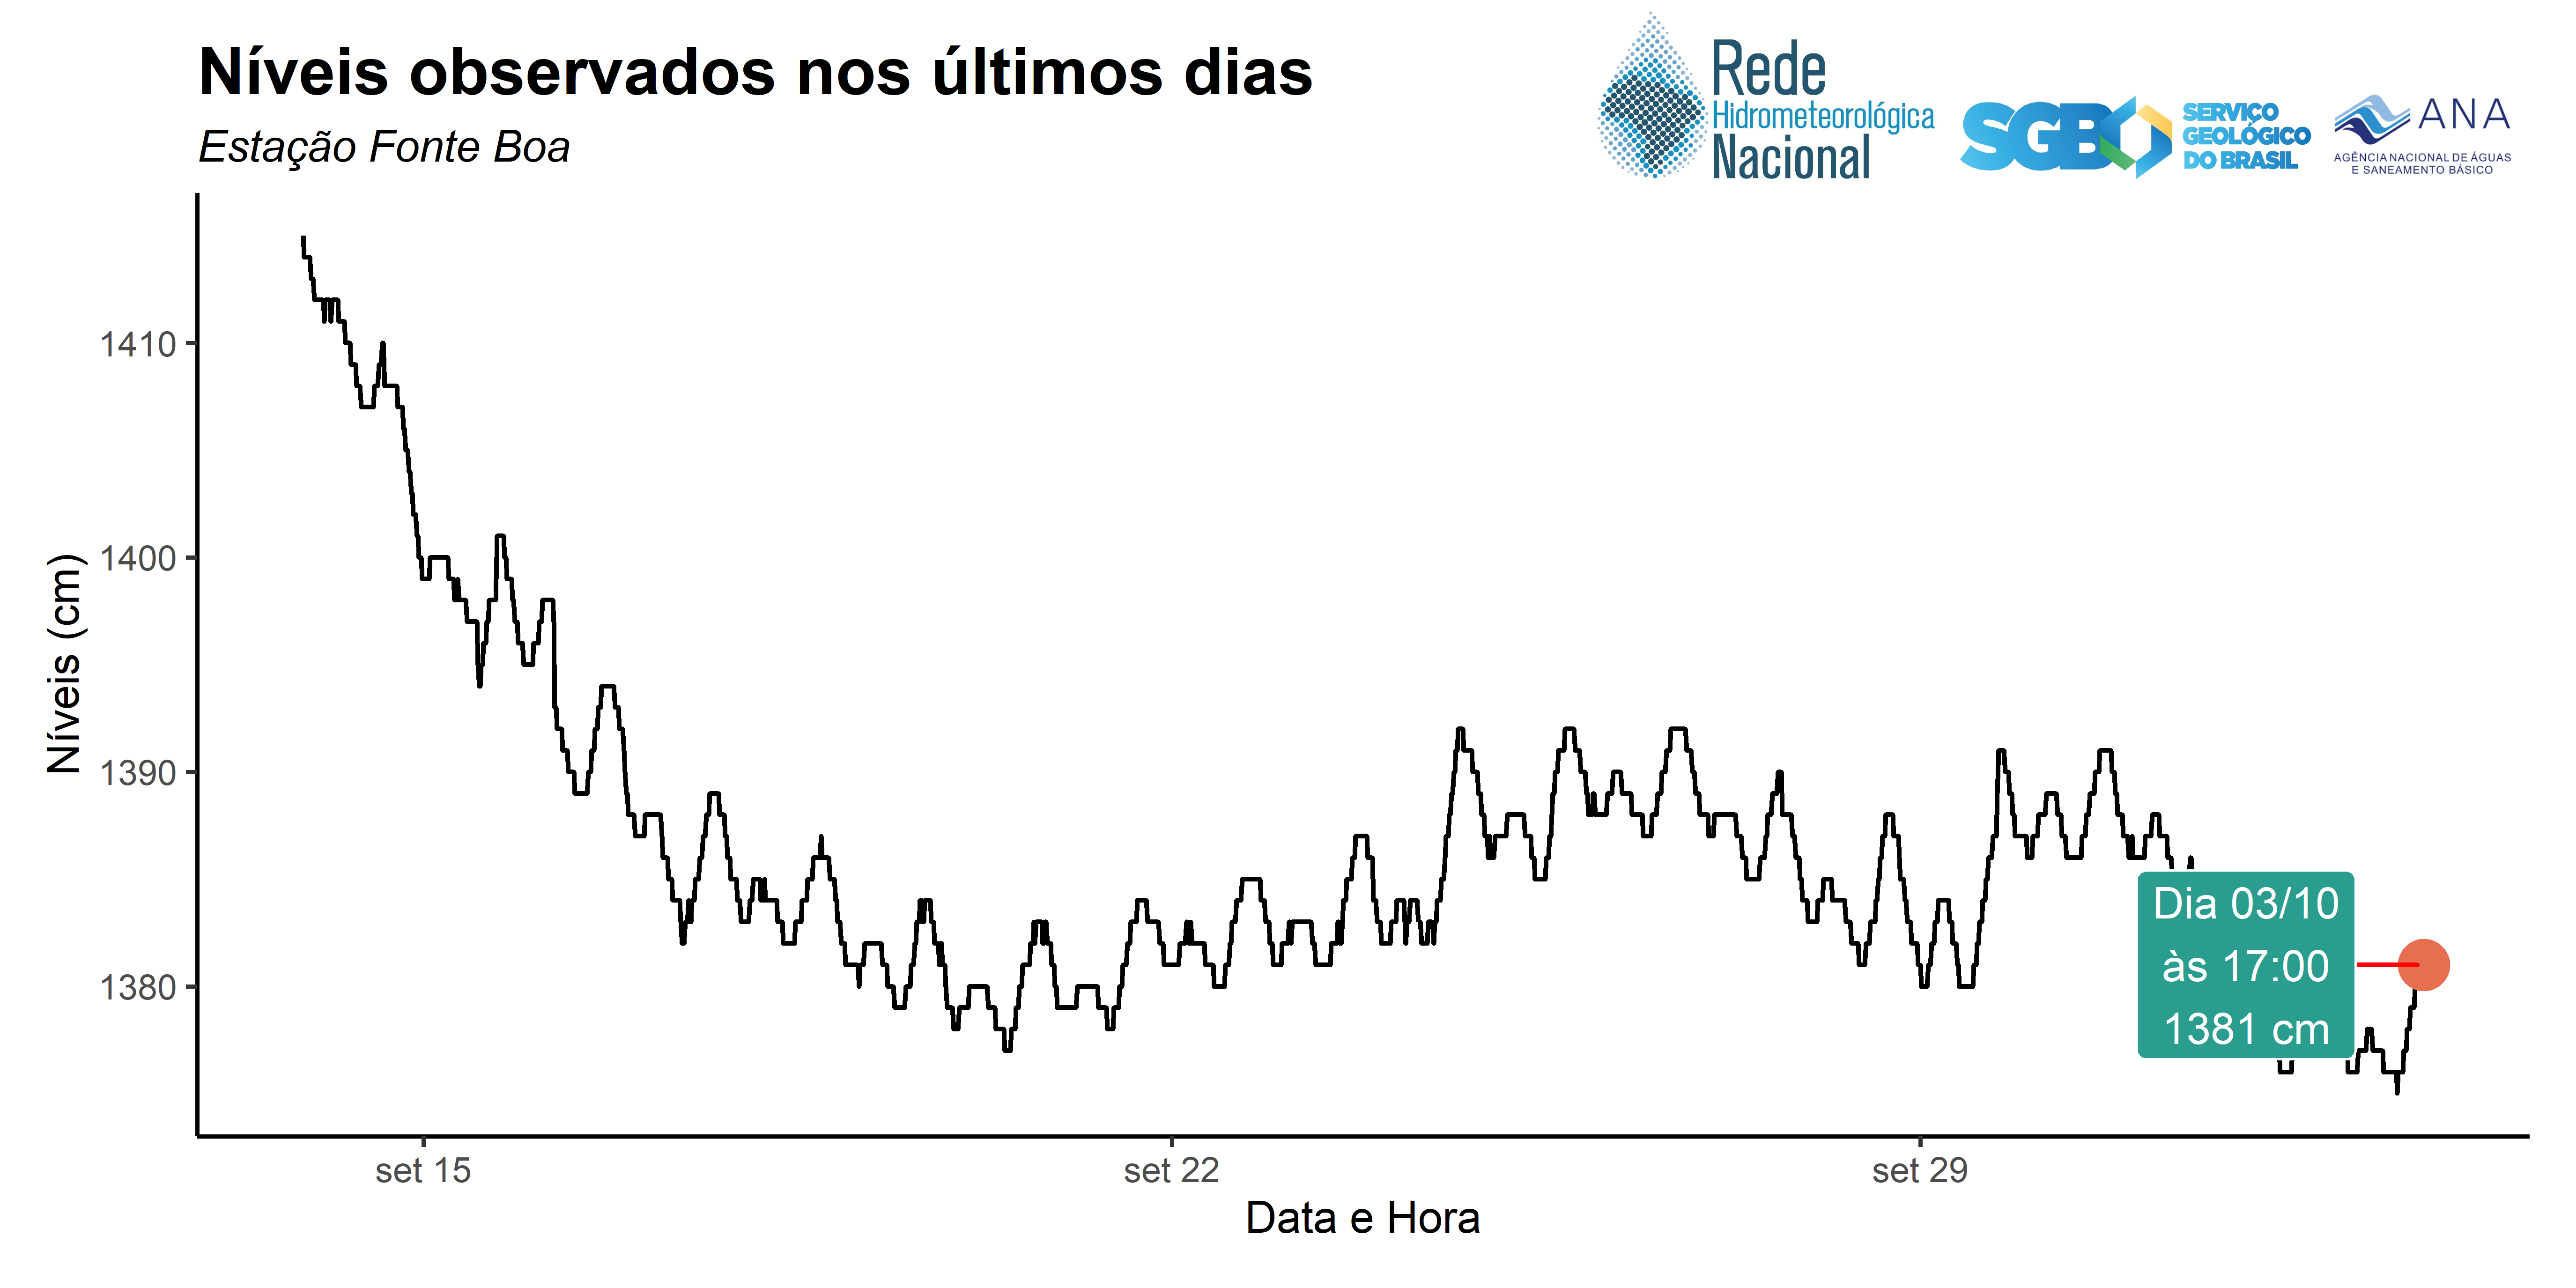 Níveis observados nos últimos dias
Estação Fonte Boa
Rede
Hidrometeorológica
Nacional
SGB
SERVIÇO
GEOLÓGICO
DO BRASIL
ANA
AGÊNCIA NACIONAL DE ÁGUAS
E SANEAMENTO BÁSICO
Níveis (cm)
1410
1400
1390
1380
Dia 03/10
às 17:00
1381 cm
set 15
set 22
set 29
Data e Hora